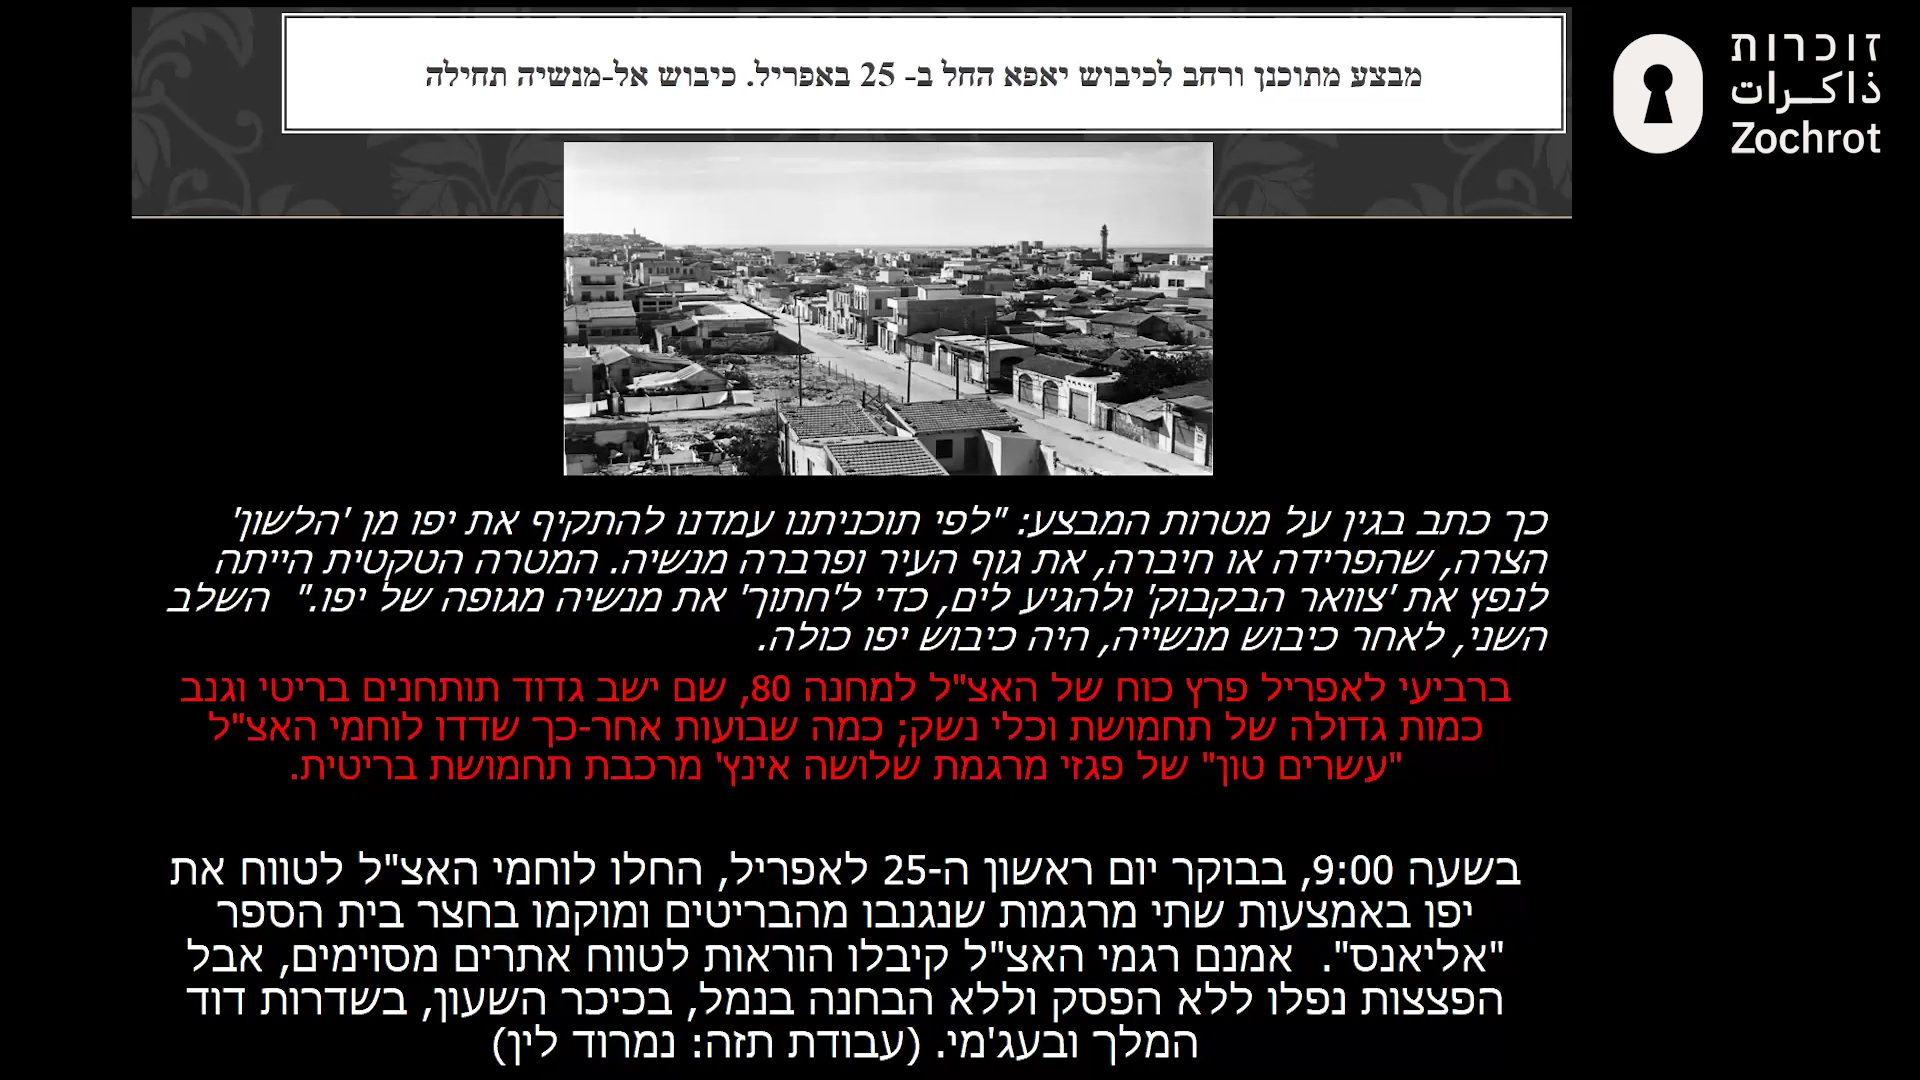 זוכרות
ذاكرات
Zochrot
מבצע מתוכנן ורחב לכיבוש יאפא החל ב- 25 באפריל. כיבוש אל-מנשיה תחילה
כך כתב בגין על מטרות המבצע: "לפי תוכניתנו עמדנו להתקיף את יפו מן 'הלשון'
הצרה, שהפרידה או חיברה, את גוף העיר ופרברה מנשיה. המטרה הטקטית הייתה
לנפץ את 'צוואר הבקבוק' ולהגיע לים, כדי ל'חתוך' את מנשיה מגופה של יפו." השלב
השני, לאחר כיבוש מנשייה, היה כיבוש יפו כולה.
ברביעי לאפריל פרץ כוח של האצ"ל למחנה 80, שם ישב גדוד תותחנים בריטי וגנב
כמות גדולה של תחמושת וכלי נשק; כמה שבועות אחר-כך שדדו לוחמי האצ"ל
"עשרים טון" של פגזי מרגמת שלושה אינץ' מרכבת תחמושת בריטית.
בשעה 9:00, בבוקר יום ראשון ה-25 לאפריל, החלו לוחמי האצ"ל לטווח את
יפו באמצעות שתי מרגמות שנגנבו מהבריטים ומוקמו בחצר בית הספר
"אליאנס". אמנם רגמי האצ"ל קיבלו הוראות לטווח אתרים מסוימים, אבל
הפצצות נפלו ללא הפסק וללא הבחנה בנמל, בכיכר השעון, בשדרות דוד
המלך ובעג'מי. (עבודת תזה: נמרוד לין)